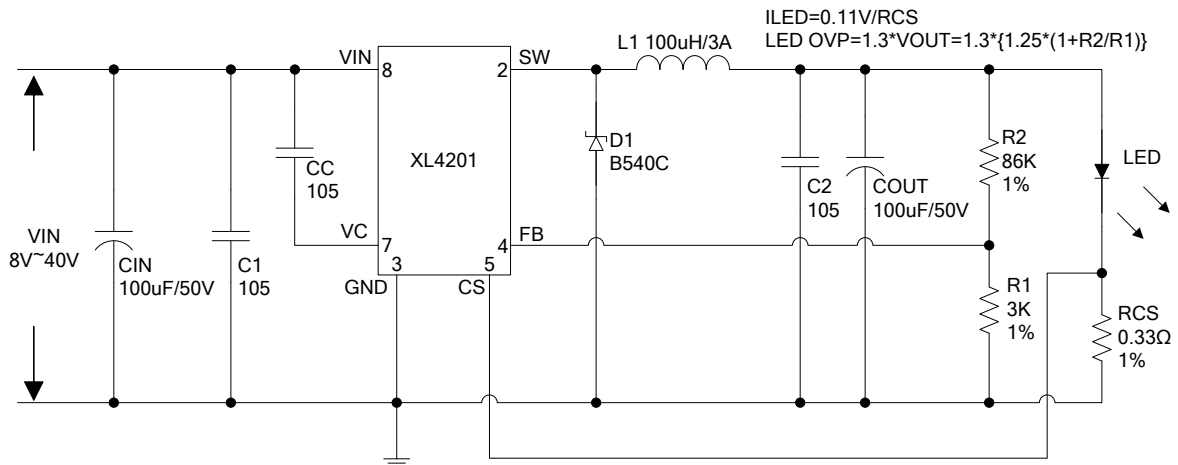 ILED=0.11V/RCS
LED OVP=1.3*VOUT=1.3*{1.25*(1+R2/R1)}
L1 100uH/3A
VIN
8
2
SW
XL4201
CC
105
D1
B540C
R2
86K
1%
LED
C2
105
COUT
100uF/50V
VC
7
4
FB
VIN
8V~40V
CIN
100uF/50V
C1
105
3
5
GND
CS
R1
3K
1%
RCS
0.33Ω
1%